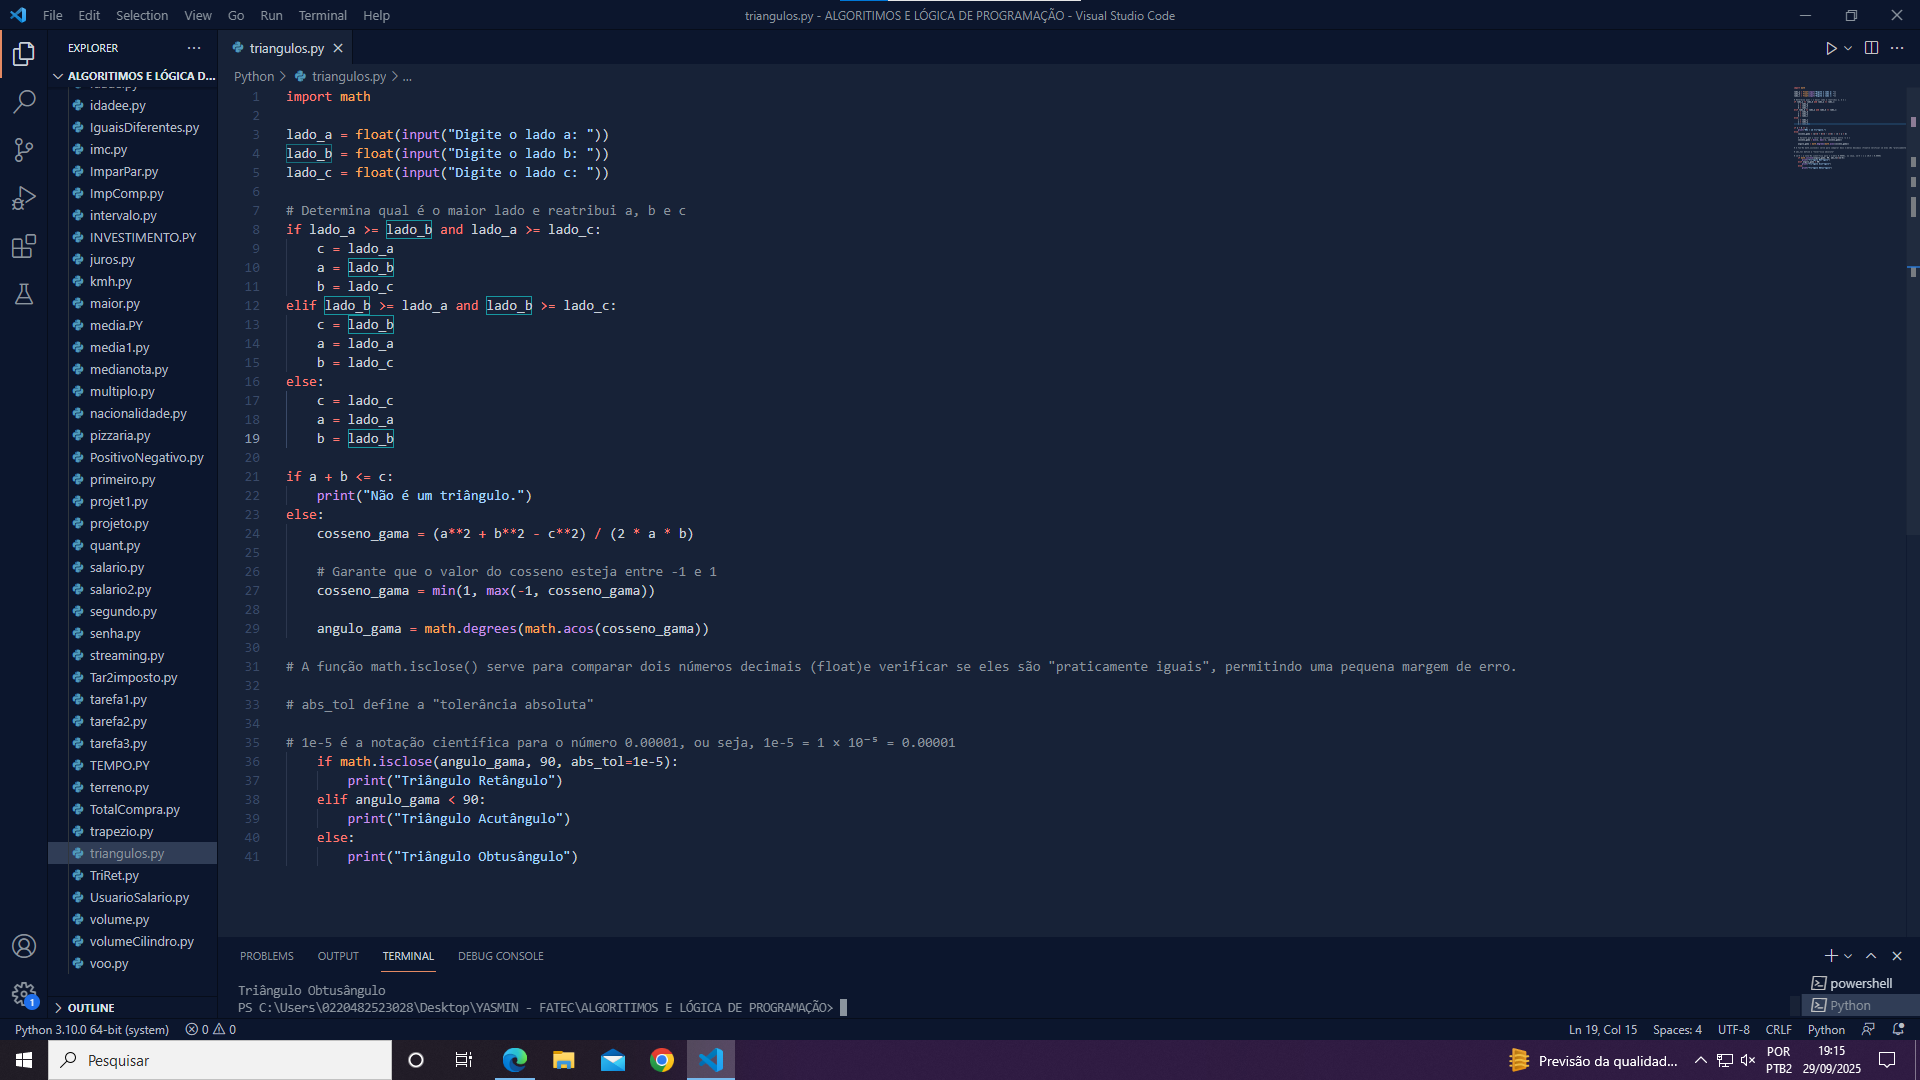 File Edit Selection View Go Run Terminal Help
triangulos.py - ALGORITIMOS E LÓGICA DE PROGRAMAÇÃO - Visual Studio Code
EXPLORER
ALGORITIMOS E LÓGICA D...
idadee.py
IguaisDiferentes.py
imc.py
ImparPar.py
ImpComp.py
intervalo.py
INVESTIMENTO.PY
juros.py
kmh.py
maior.py
media.PY
media1.py
medianota.py
multiplo.py
nacionalidade.py
pizzaria.py
PositivoNegativo.py
primeiro.py
projet1.py
projeto.py
quant.py
salario.py
salario2.py
segundo.py
senha.py
streaming.py
Tar2imposto.py
tarefa1.py
tarefa2.py
tarefa3.py
TEMPO.PY
terreno.py
TotalCompra.py
trapezio.py
triangulos.py
TriRet.py
UsuarioSalario.py
volume.py
volumeCilindro.py
voo.py
OUTLINE
triangulos.py
Python > triangulos.py > ...
1 import math
2
3 lado_a = float(input("Digite o lado a: "))
4 lado_b = float(input("Digite o lado b: "))
5 lado_c = float(input("Digite o lado c: "))
6
7 # Determina qual é o maior lado e reatribui a, b e c
8 if lado_a >= lado_b and lado_a >= lado_c:
9 c = lado_a
10 a = lado_b
11 b = lado_c
12 elif lado_b >= lado_a and lado_b >= lado_c:
13 c = lado_b
14 a = lado_a
15 b = lado_c
16 else:
17 c = lado_c
18 a = lado_a
19 b = lado_b
20
21 if a + b <= c:
22 print("Não é um triângulo.")
23 else:
24 cosseno_gama = (a**2 + b**2 - c**2) / (2 * a * b)
25
26 # Garante que o valor do cosseno esteja entre -1 e 1
27 cosseno_gama = min(1, max(-1, cosseno_gama))
28
29 angulo_gama = math.degrees(math.acos(cosseno_gama))
30
31 # A função math.isclose() serve para comparar dois números decimais (float)e verificar se eles são "praticamente iguais", permitindo uma pequena margem de erro.
32
33 # abs_tol define a "tolerância absoluta"
34
35 # 1e-5 é a notação científica para o número 0.00001, ou seja, 1e-5 = 1 × 10⁻⁵ = 0.00001
36 if math.isclose(angulo_gama, 90, abs_tol=1e-5):
37 print("Triângulo Retângulo")
38 elif angulo_gama < 90:
39 print("Triângulo Acutângulo")
40 else:
41 print("Triângulo Obtusângulo")
PROBLEMS OUTPUT TERMINAL DEBUG CONSOLE
Triângulo Obtusângulo
PS C:\Users\0220482523028\Desktop\YASMIN - FATEC\ALGORITIMOS E LÓGICA DE PROGRAMAÇÃO>
powershell
Python
1
Python 3.10.0 64-bit (system) 0 0
Ln 19, Col 15 Spaces: 4 UTF-8 CRLF Python
Pesquisar
Previsão da qualidad...
POR
PTB2
19:15
29/09/2025